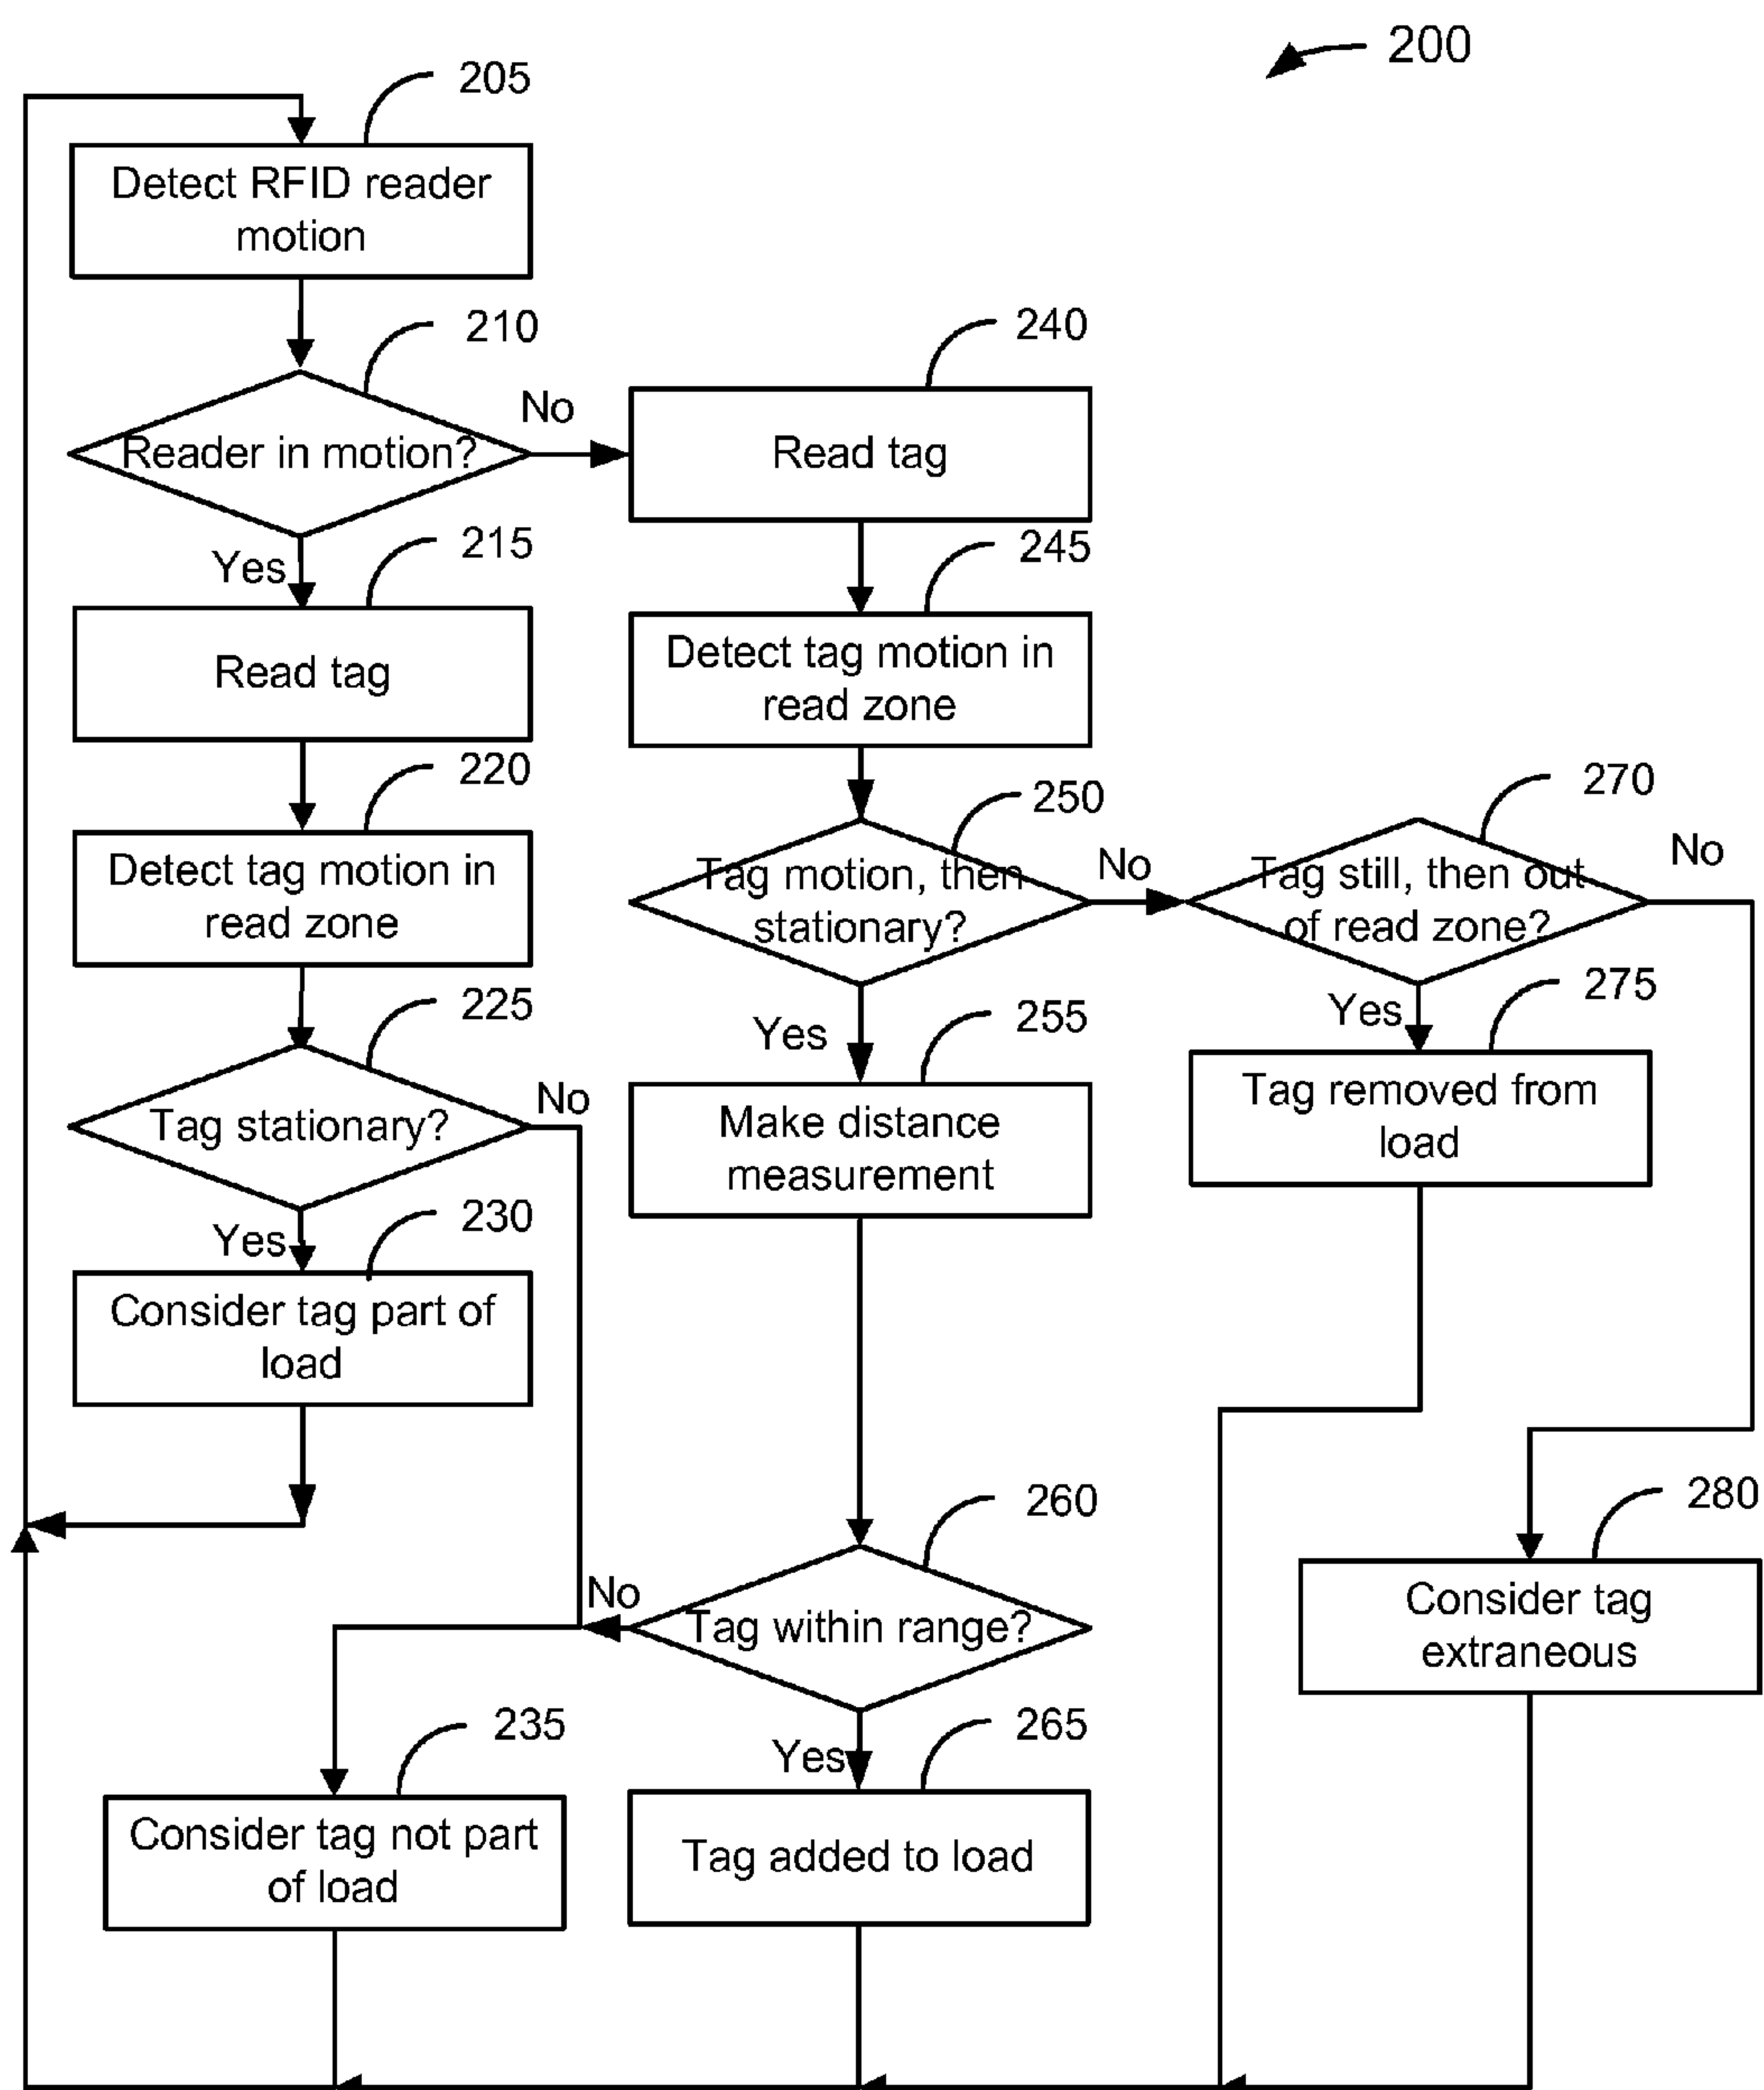 200
205
Detect RFID reader
motion
210
Reader in motion?
No
240
Read tag
Yes
215
Read tag
245
Detect tag motion in
read zone
220
Detect tag motion in
read zone
250
Tag motion, then
stationary?
No
270
Tag still, then out
of read zone?
No
225
Tag stationary?
No
Yes
255
Make distance
measurement
Yes
275
Tag removed from
load
Yes
230
Consider tag part of
load
260
Tag within range?
No
280
Consider tag
extraneous
235
Consider tag not part
of load
Yes
265
Tag added to load